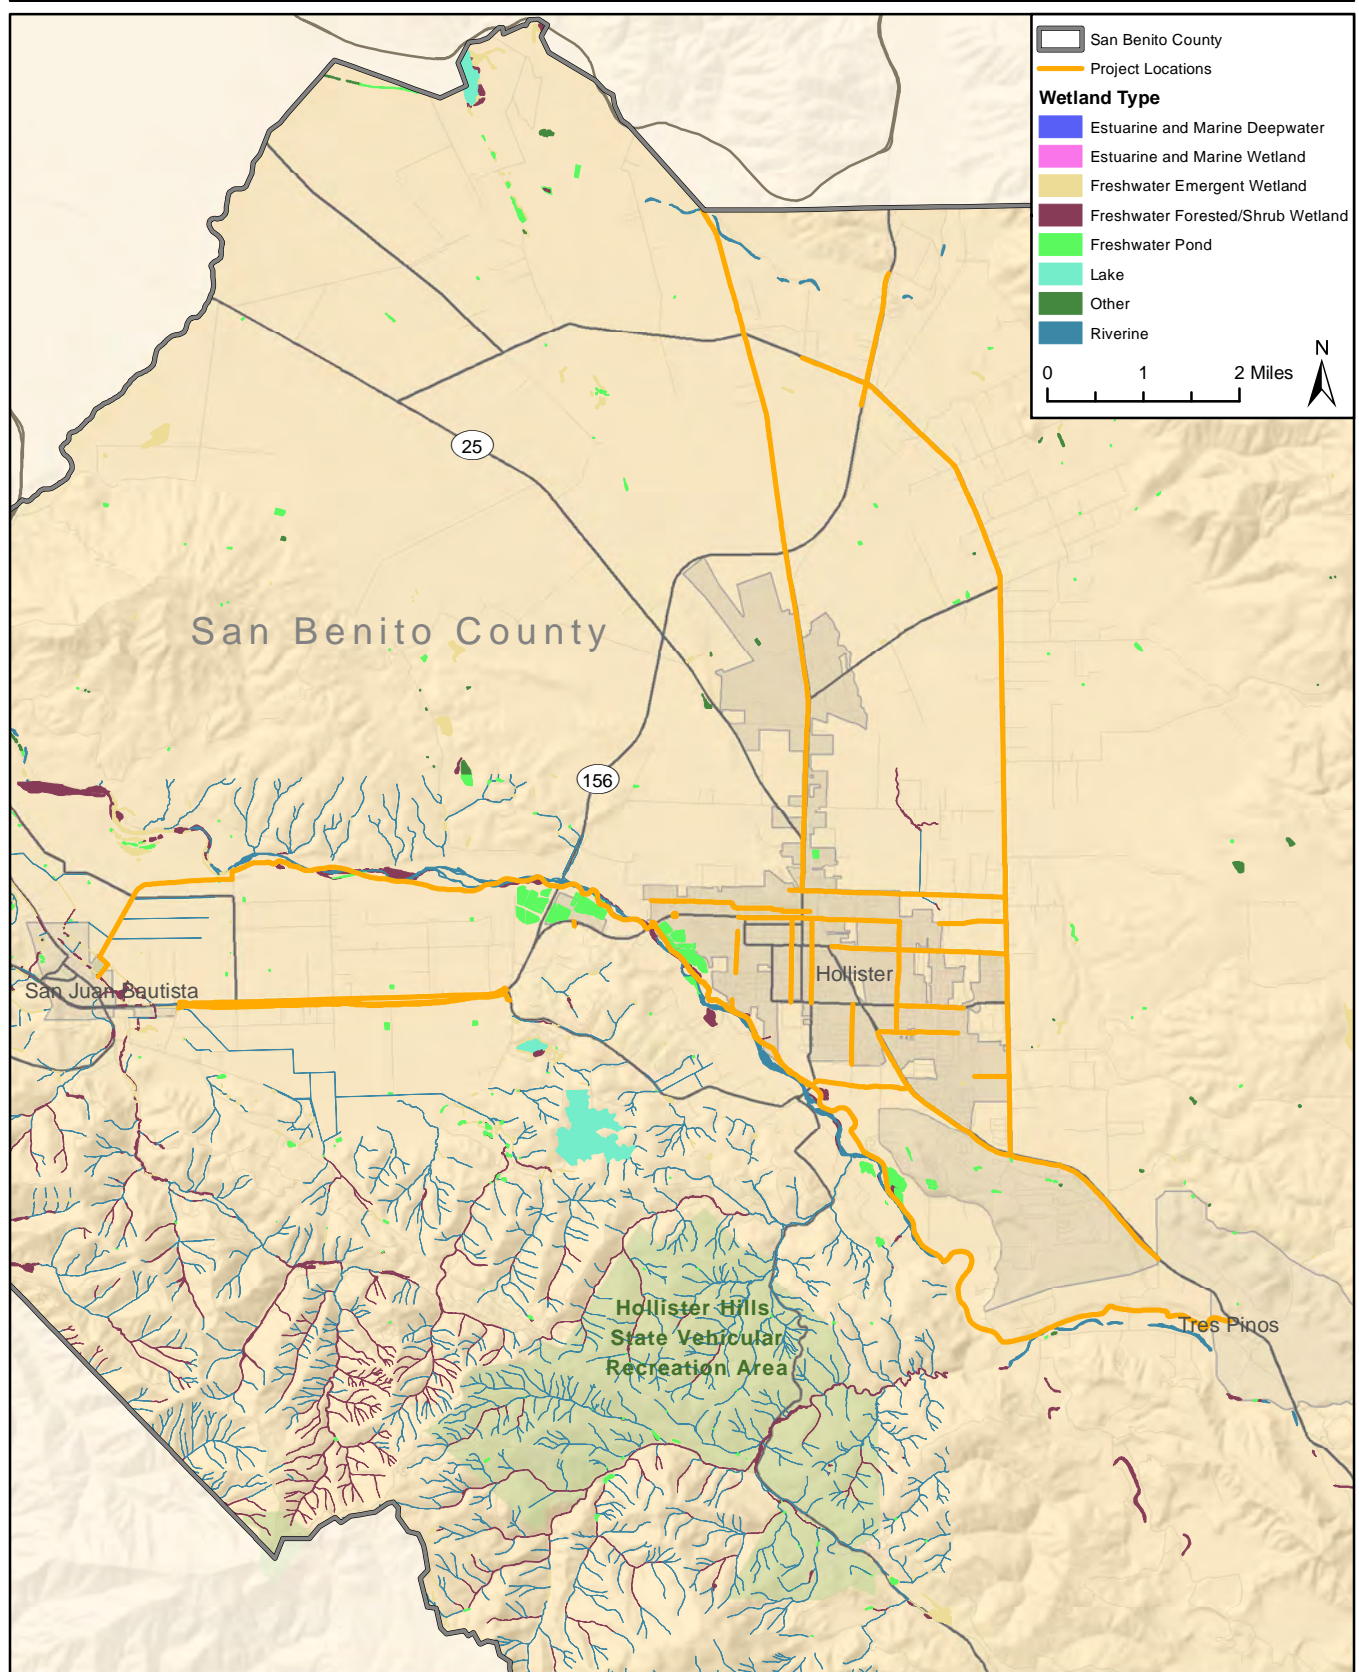 San Benito County
Project Locations
Wetland Type
Estuarine and Marine Deepwater
Estuarine and Marine Wetland
Freshwater Emergent Wetland
Freshwater Forested/Shrub Wetland
Freshwater Pond
Lake
Other
Riverine
N
0 1 2 Miles
25
San Benito County
156
Hollister
San Juan Bautista
Hollister Hills
State Vehicular
Recreation Area
Tres Pinos